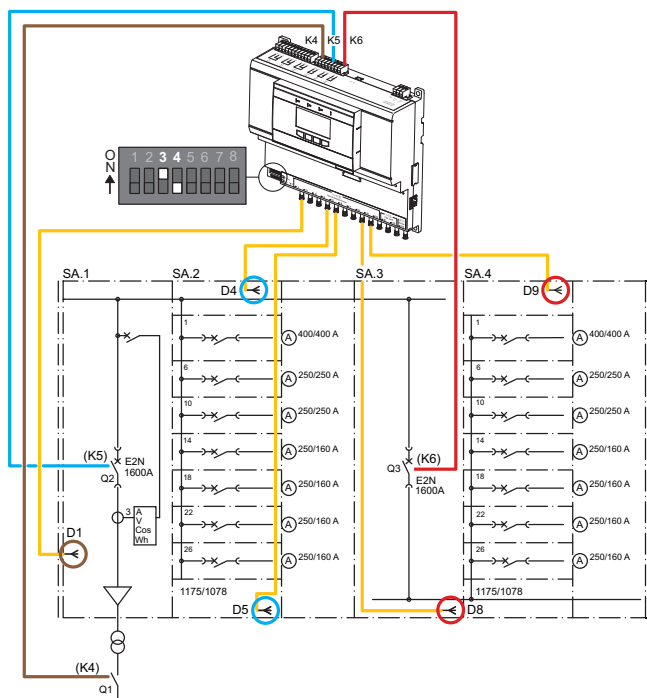 K4 K5 K6
O
N
1 2 3 4 5 6 7 8
SA.1
SA.2
SA.3
SA.4
D4
D9
1
400/400 A
A
6
250/250 A
A
10
250/250 A
A
14
250/160 A
A
18
250/160 A
A
22
250/160 A
A
26
250/160 A
A
1175/1078
1
400/400 A
A
6
250/250 A
A
10
250/250 A
A
14
250/160 A
A
18
250/160 A
A
22
250/160 A
A
26
250/160 A
A
1175/1078
(K5)
E2N
1600A
Q2
3
A
V
Cos
Wh
D1
(K6)
Q3
E2N
1600A
D5
D8
(K4)
Q1